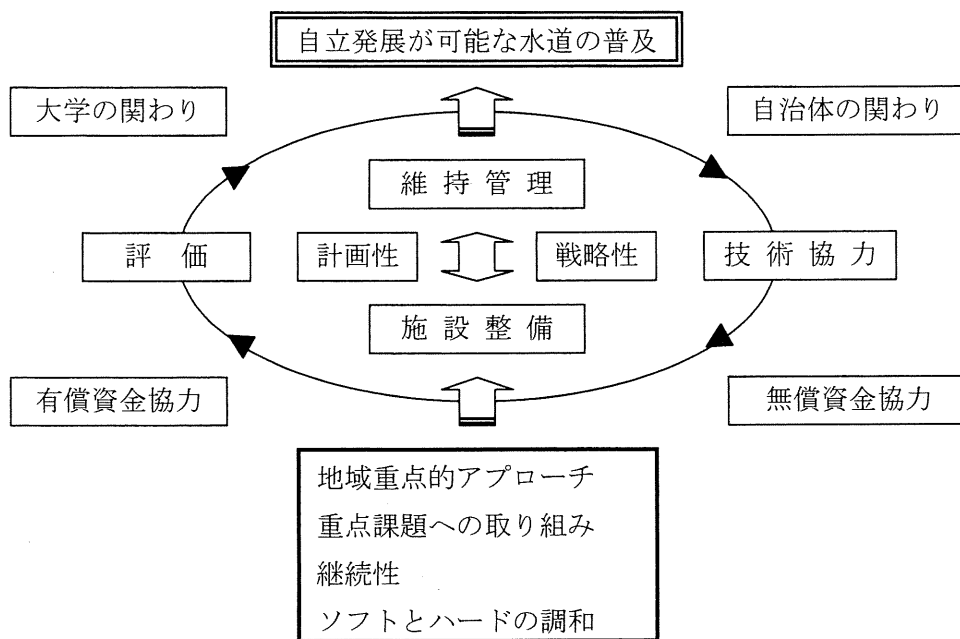 自立発展が可能な水道の普及
大学の関わり
自治体の関わり
維持管理
評価
計画性
戦略性
技術協力
施設整備
有償資金協力
無償資金協力
地域重点的アプローチ
重点課題への取り組み
継続性
ソフトとハードの調和